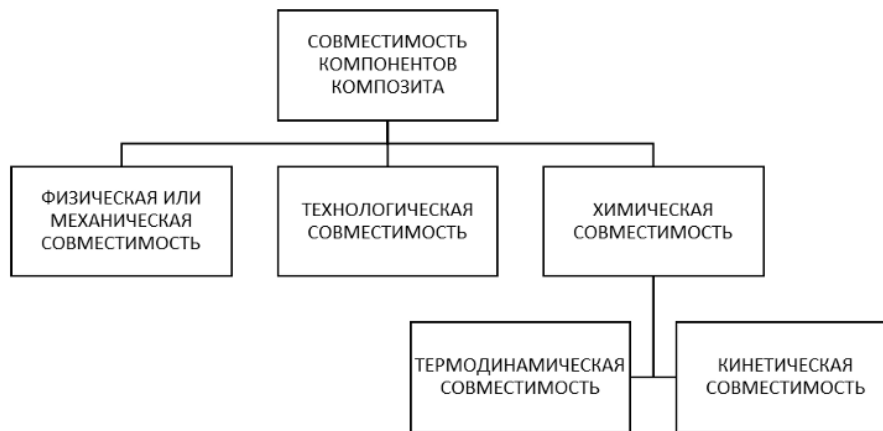 СОВМЕСТИМОСТЬ
КОМПОНЕНТОВ
КОМПОЗИТА
ФИЗИЧЕСКАЯ ИЛИ
МЕХАНИЧЕСКАЯ
СОВМЕСТИМОСТЬ
ТЕХНОЛОГИЧЕСКАЯ
СОВМЕСТИМОСТЬ
ХИМИЧЕСКАЯ
СОВМЕСТИМОСТЬ
ТЕРМОДИНАМИЧЕСКАЯ
СОВМЕСТИМОСТЬ
КИНЕТИЧЕСКАЯ
СОВМЕСТИМОСТЬ